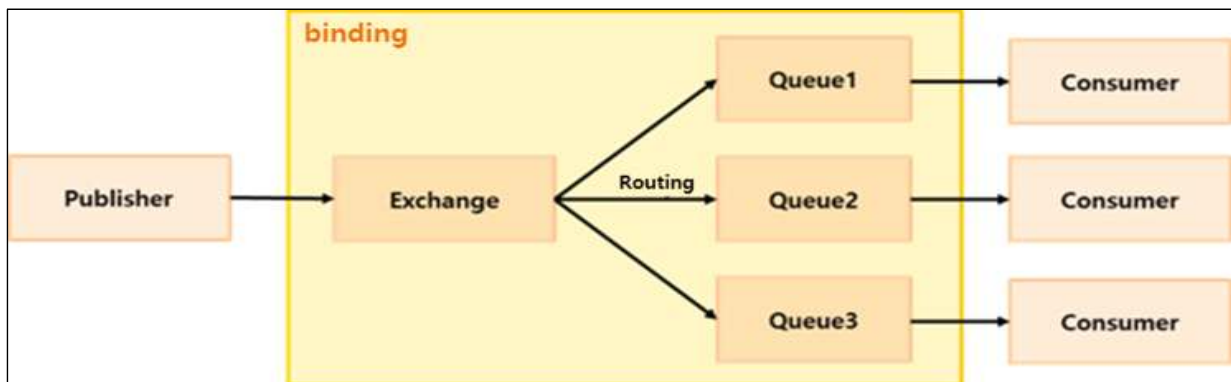 binding
Queue1
Consumer
Publisher
Exchange
Routing
Queue2
Consumer
Queue3
Consumer